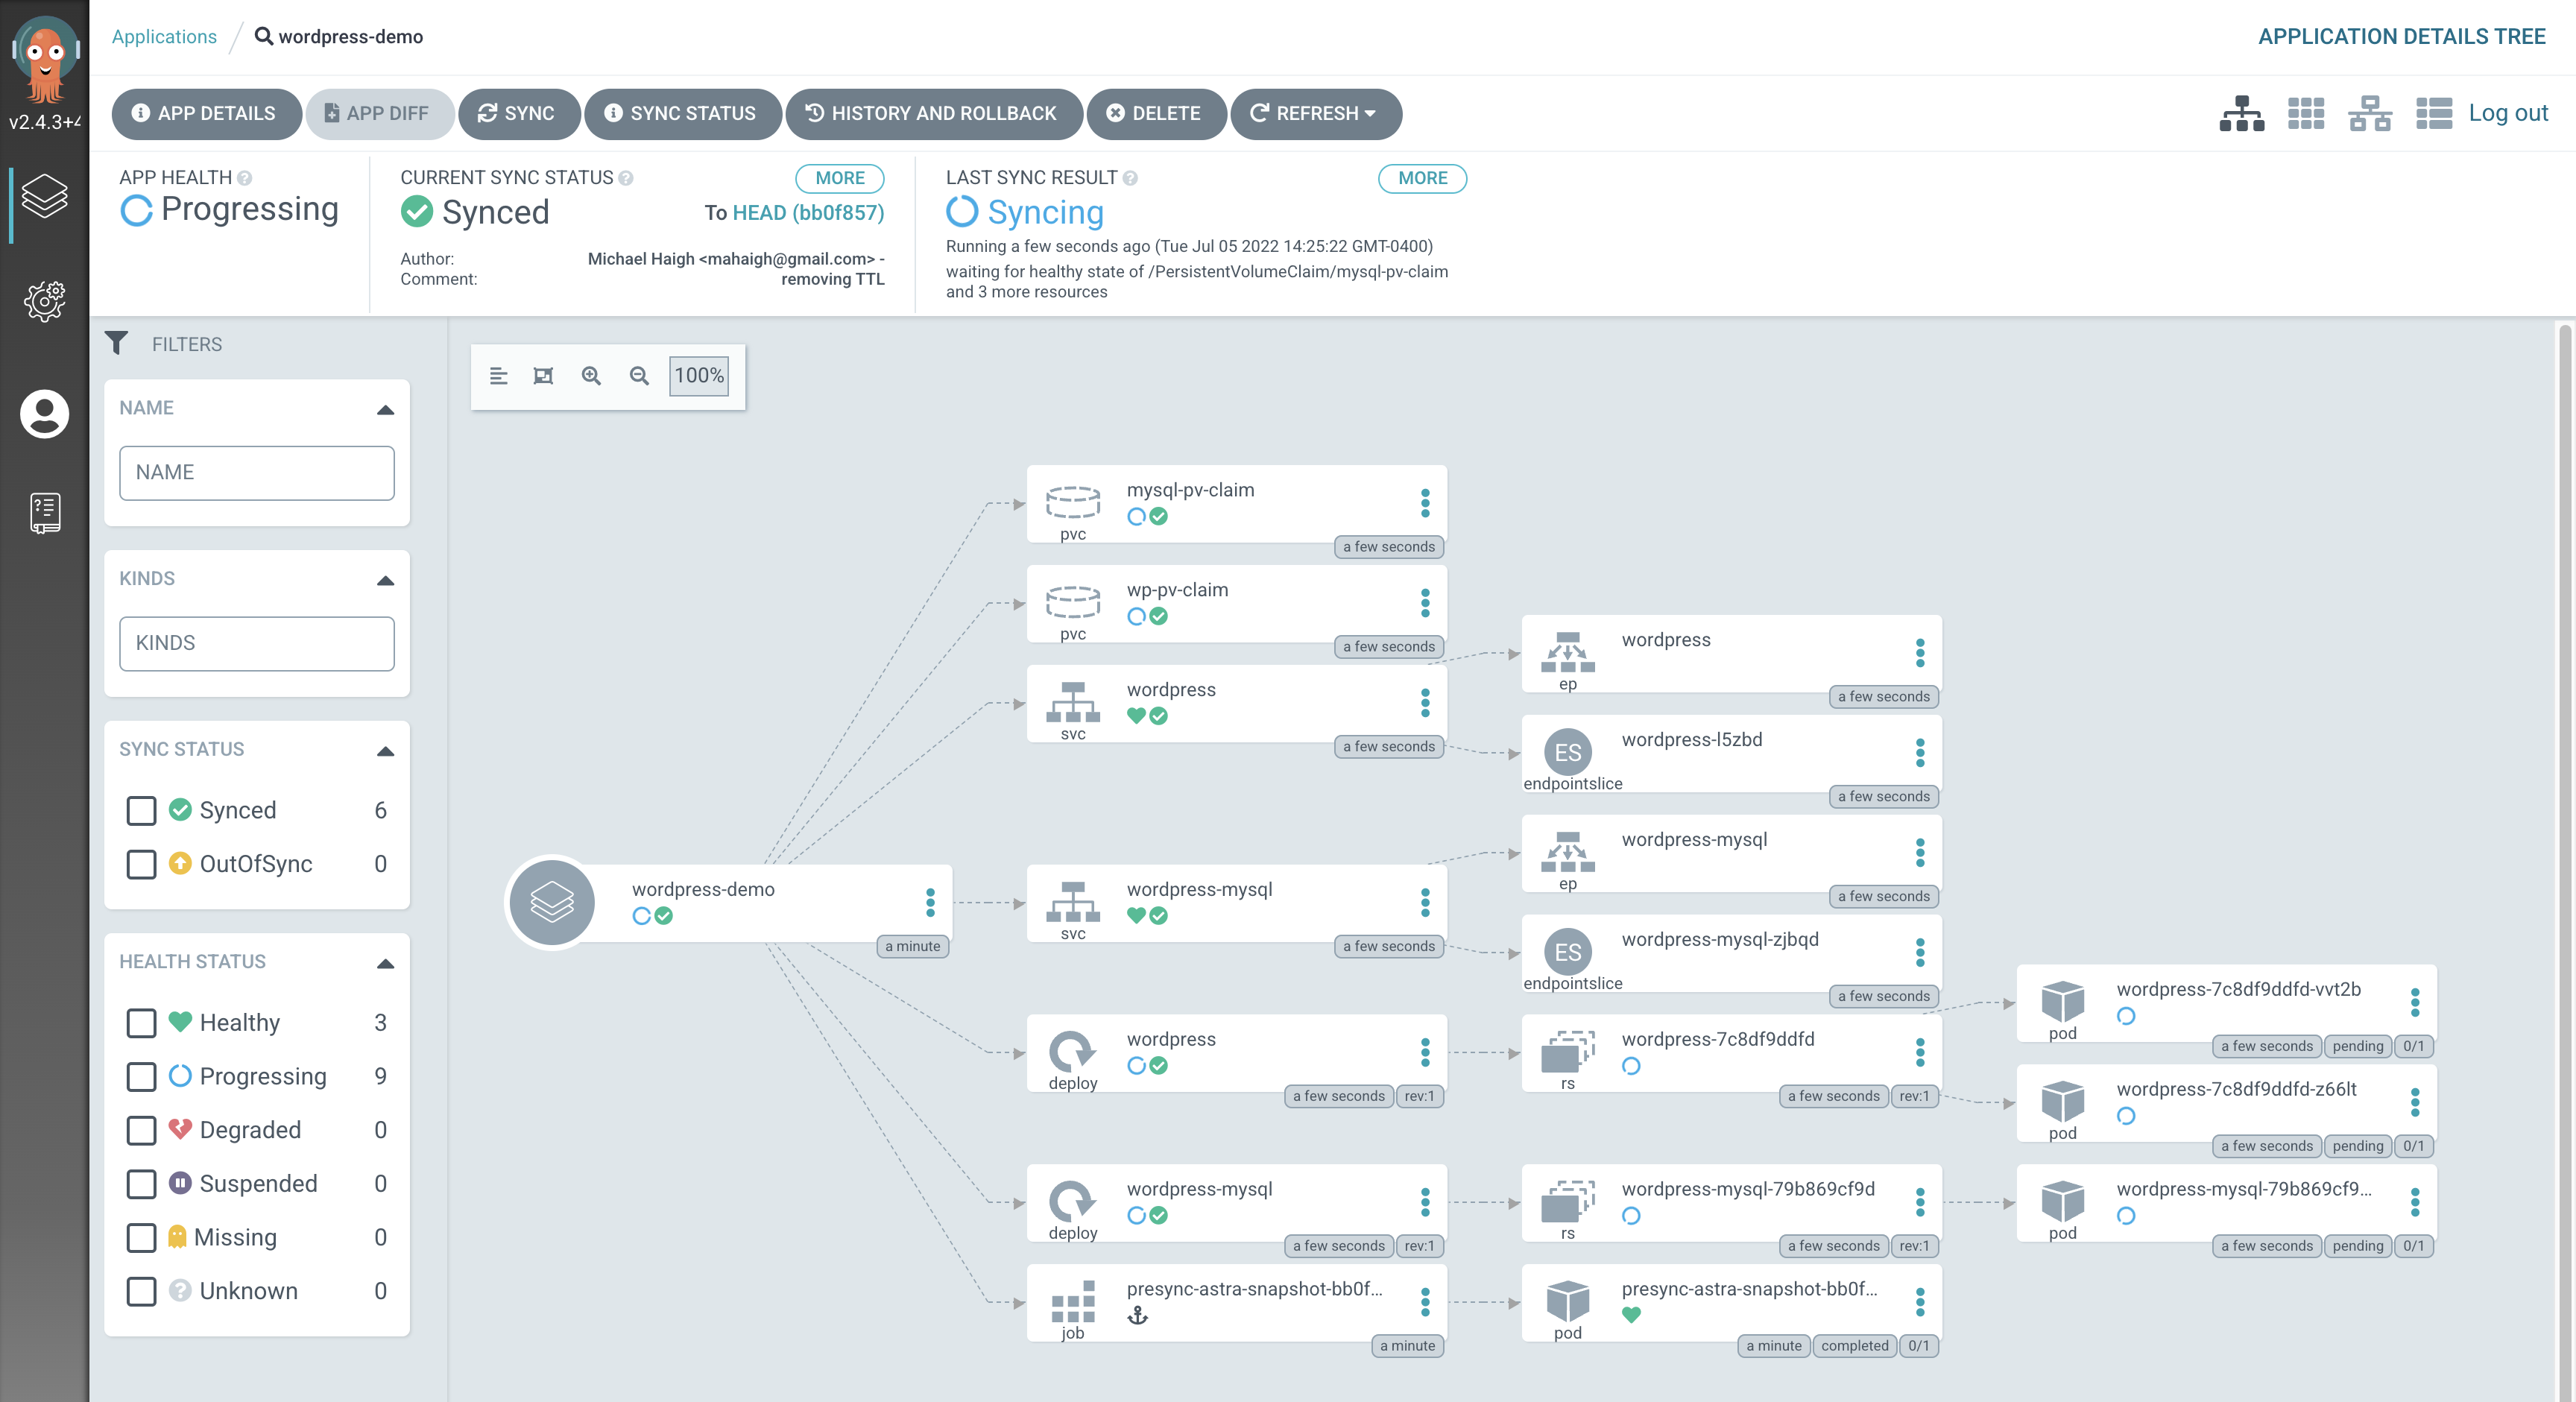 v2.4.3+4
Applications / wordpress-demo
APPLICATION DETAILS TREE
APP DETAILS
APP DIFF
SYNC
SYNC STATUS
HISTORY AND ROLLBACK
DELETE
REFRESH
Log out
APP HEALTH
Progressing
CURRENT SYNC STATUS
MORE
Synced
To HEAD (bb0f857)
Author: Michael Haigh <mahaigh@gmail.com> -
Comment: removing TTL
LAST SYNC RESULT
MORE
Syncing
Running a few seconds ago (Tue Jul 05 2022 14:25:22 GMT-0400)
waiting for healthy state of /PersistentVolumeClaim/mysql-pv-claim
and 3 more resources
FILTERS
NAME
NAME
KINDS
KINDS
SYNC STATUS
Synced 6
OutOfSync 0
HEALTH STATUS
Healthy 3
Progressing 9
Degraded 0
Suspended 0
Missing 0
Unknown 0
100%
wordpress-demo
a minute
mysql-pv-claim
pvc
a few seconds
wp-pv-claim
pvc
a few seconds
wordpress
svc
a few seconds
wordpress-mysql
svc
a few seconds
wordpress
deploy
a few seconds rev:1
wordpress-mysql
deploy
a few seconds rev:1
presync-astra-snapshot-bb0f...
job
a minute
wordpress
ep
a few seconds
ES
wordpress-l5zbd
endpointslice
a few seconds
wordpress-mysql
ep
a few seconds
ES
wordpress-mysql-zjbqd
endpointslice
a few seconds
wordpress-7c8df9ddfd
rs
a few seconds rev:1
wordpress-mysql-79b869cf9d
rs
a few seconds rev:1
presync-astra-snapshot-bb0f...
pod
a minute completed 0/1
wordpress-7c8df9ddfd-vvt2b
pod
a few seconds pending 0/1
wordpress-7c8df9ddfd-z66lt
pod
a few seconds pending 0/1
wordpress-mysql-79b869cf9...
pod
a few seconds pending 0/1